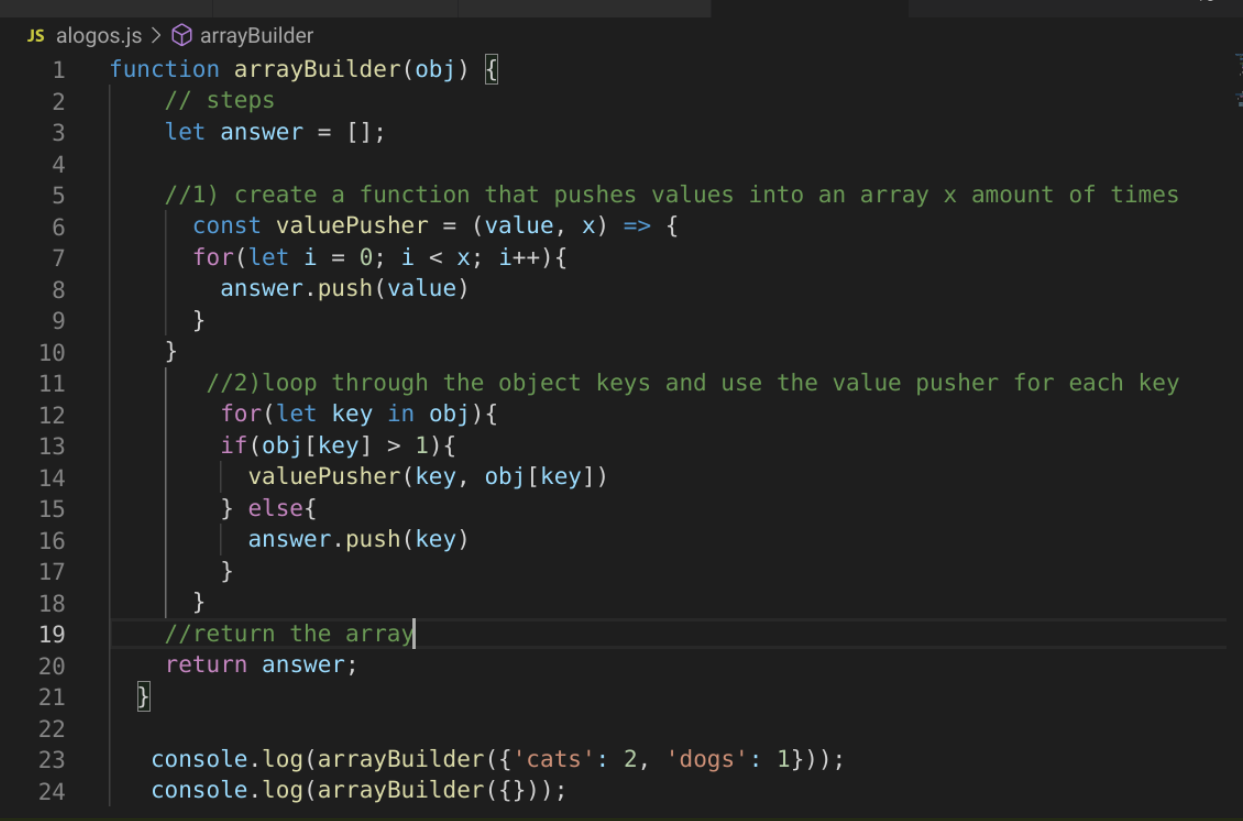 JS alogos.js > arrayBuilder
1 function arrayBuilder(obj) {
2 // steps
3 let answer = [];
4
5 //1) create a function that pushes values into an array x amount of times
6 const valuePusher = (value, x) => {
7 for(let i = 0; i < x; i++){
8 answer.push(value)
9 }
10 }
11 //2)loop through the object keys and use the value pusher for each key
12 for(let key in obj){
13 if(obj[key] > 1){
14 valuePusher(key, obj[key])
15 } else{
16 answer.push(key)
17 }
18 }
19 //return the array
20 return answer;
21 }
22
23 console.log(arrayBuilder({'cats': 2, 'dogs': 1}));
24 console.log(arrayBuilder({}));